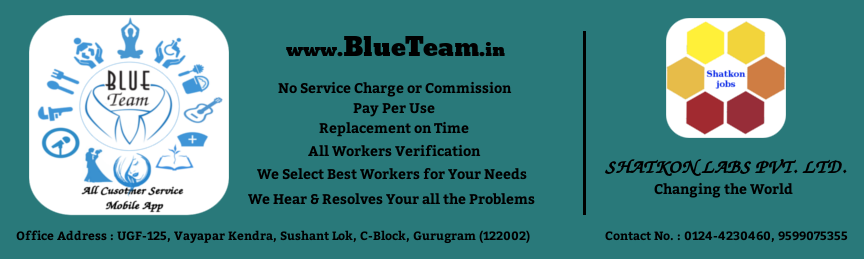 BLUE
Team
All Cusotmer Service
Mobile App
www.BlueTeam.in
No Service Charge or Commission
Pay Per Use
Replacement on Time
All Workers Verification
We Select Best Workers for Your Needs
We Hear & Resolves Your all the Problems
Shatkon
jobs
SHATKON LABS PVT. LTD.
Changing the World
Office Address : UGF-125, Vayapar Kendra, Sushant Lok, C-Block, Gurugram (122002)
Contact No. : 0124-4230460, 9599075355